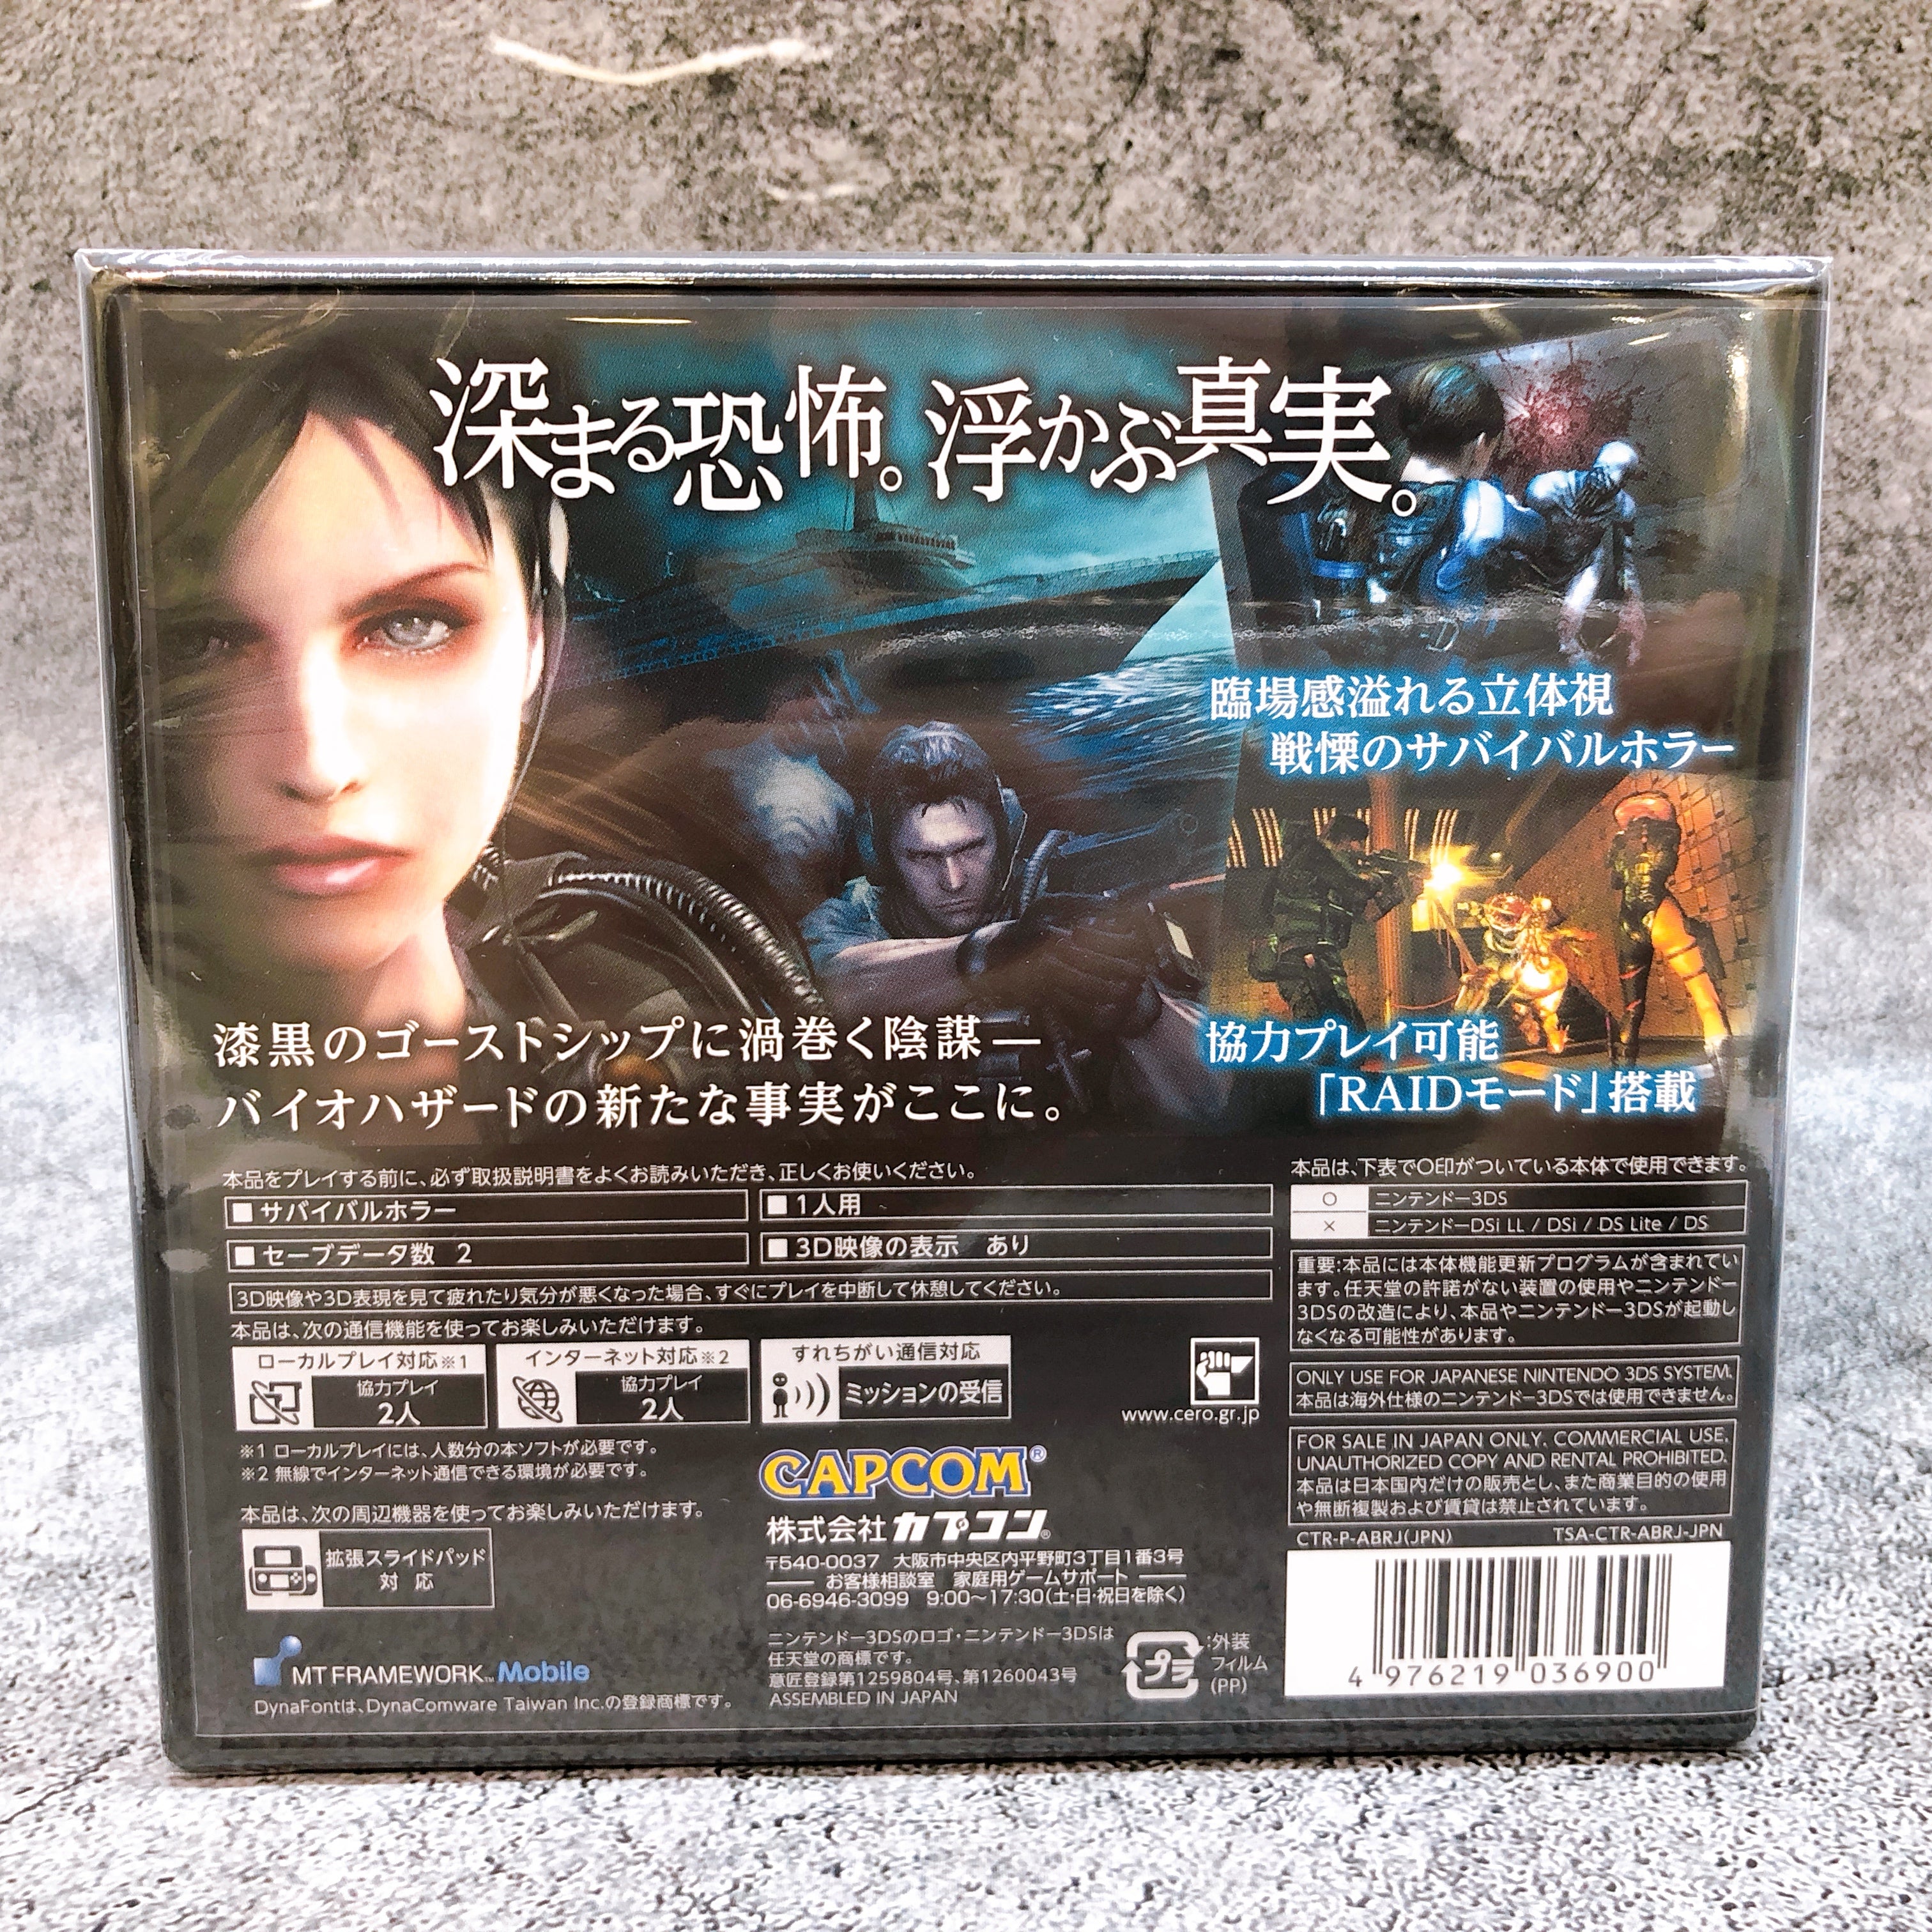 深まる恐怖。浮かぶ真実。
臨場感溢れる立体視
戦慄のサバイバルホラー
漆黒のゴーストシップに渦巻く陰謀―
バイオハザードの新たな事実がここに。
協力プレイ可能
「RAIDモード」搭載
本品をプレイする前に、必ず取扱説明書をよくお読みいただき、正しくお使いください。
■ サバイバルホラー
■ 1人用
■ セーブデータ数 2
■ 3D映像の表示 あり
3D映像や3D表現を見て疲れたり気分が悪くなった場合、すぐにプレイを中断して休憩してください。
本品は、次の通信機能を使ってお楽しみいただけます。
ローカルプレイ対応※1
協力プレイ
2人
インターネット対応※2
協力プレイ
2人
すれちがい通信対応
ミッションの受信
※1 ローカルプレイには、人数分の本ソフトが必要です。
※2 無線でインターネット通信できる環境が必要です。
本品は、次の周辺機器を使ってお楽しみいただけます。
拡張スライドパッド
対 応
MT FRAMEWORK™ Mobile
DynaFontは、DynaComware Taiwan Inc.の登録商標です。
www.cero.gr.jp
CAPCOM®
株式会社カプコン®
〒540-0037 大阪市中央区内平野町3丁目1番3号
お客様相談室 家庭用ゲームサポート
06-6946-3099 9:00～17:30(土・日・祝日を除く)
ニンテンドー3DSのロゴ・ニンテンドー3DSは
任天堂の商標です。
意匠登録第1259804号、第1260043号
ASSEMBLED IN JAPAN
プラ
:外装
フィルム
(PP)
本品は、下表で○印がついている本体で使用できます。
○ ニンテンドー3DS
× ニンテンドーDSi LL / DSi / DS Lite / DS
重要:本品には本体機能更新プログラムが含まれてい
ます。任天堂の許諾がない装置の使用やニンテンドー
3DSの改造により、本品やニンテンドー3DSが起動し
なくなる可能性があります。
ONLY USE FOR JAPANESE NINTENDO 3DS SYSTEM.
本品は海外仕様のニンテンドー3DSでは使用できません。
FOR SALE IN JAPAN ONLY. COMMERCIAL USE,
UNAUTHORIZED COPY AND RENTAL PROHIBITED.
本品は日本国内だけの販売とし、また商業目的の使用
や無断複製および賃貸は禁止されています。
CTR-P-ABRJ(JPN)
TSA-CTR-ABRJ-JPN
4 976219 036900